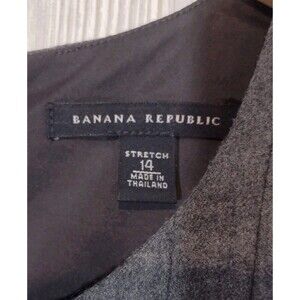 BANANA REPUBLIC
STRETCH
14
MADE IN
THAILAND